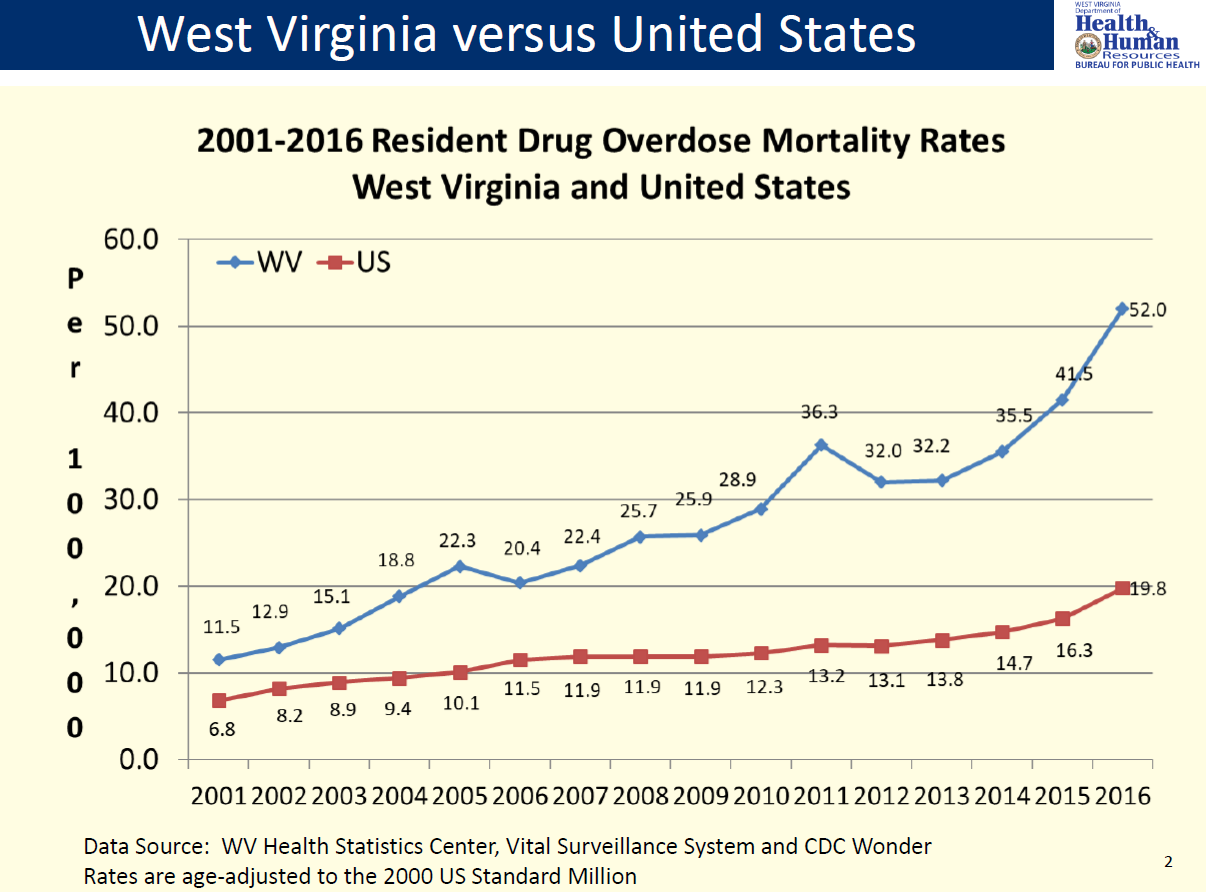 West Virginia versus United States
WEST VIRGINIA
Department of
Health &
Human
Resources
BUREAU FOR PUBLIC HEALTH
2001-2016 Resident Drug Overdose Mortality Rates
West Virginia and United States
Per 100,000
60.0
50.0
40.0
30.0
20.0
10.0
0.0
WV US
11.5 12.9 15.1 18.8 22.3 20.4 22.4 25.7 25.9 28.9 36.3 32.0 32.2 35.5 41.5 52.0
6.8 8.2 8.9 9.4 10.1 11.5 11.9 11.9 11.9 12.3 13.2 13.1 13.8 14.7 16.3 19.8
2001 2002 2003 2004 2005 2006 2007 2008 2009 2010 2011 2012 2013 2014 2015 2016
Data Source: WV Health Statistics Center, Vital Surveillance System and CDC Wonder
Rates are age-adjusted to the 2000 US Standard Million
2